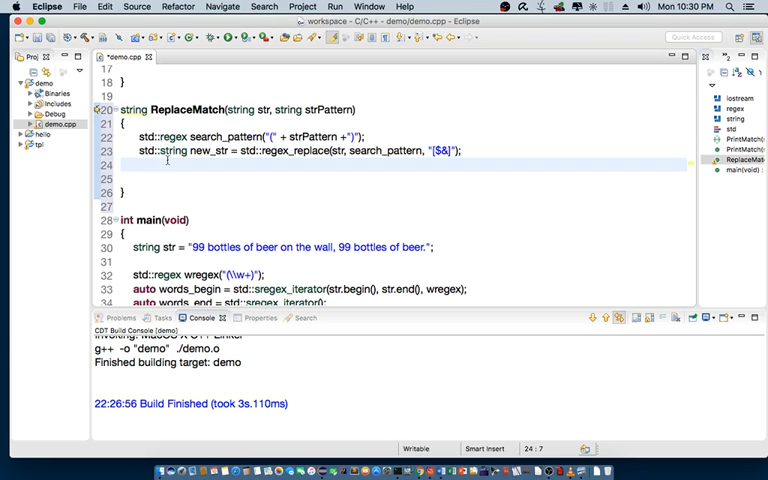 Eclipse File Edit Source Refactor Navigate Search Project Run Window Help Mon 10:30 PM
workspace - C/C++ - demo/demo.cpp - Eclipse
Quick Access
Proj
*demo.cpp
demo
Binaries
Includes
Debug
demo.cpp
hello
tpl
17
18 }
19
20 string ReplaceMatch(string str, string strPattern)
21 {
22 std::regex search_pattern("(" + strPattern +")");
23 std::string new_str = std::regex_replace(str, search_pattern, "[$&]");
24
25
26 }
27
28 int main(void)
29 {
30 string str = "99 bottles of beer on the wall, 99 bottles of beer.";
31
32 std::regex wregex("(\\w+)");
33 auto words_begin = std::sregex_iterator(str.begin(), str.end(), wregex);
34 auto words_end = std::sregex_iterator();
iostream
regex
string
std
PrintMatch(
PrintMatch(
ReplaceMat
main(void) :
Problems Tasks Console Properties Search
CDT Build Console [demo]
Invoking: MacOS X C++ Linker
g++ -o "demo" ./demo.o
Finished building target: demo
22:26:56 Build Finished (took 3s.110ms)
Writable Smart Insert 24 : 7